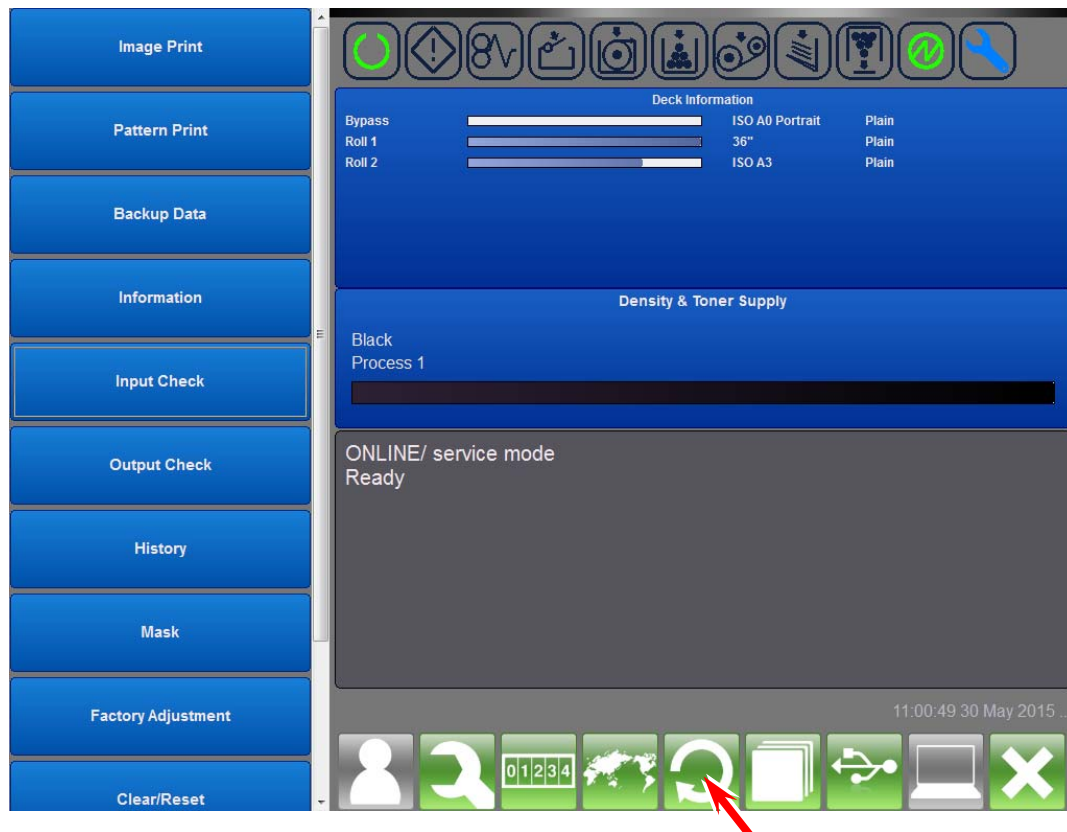 Image Print
Pattern Print
Backup Data
Information
Input Check
Output Check
History
Mask
Factory Adjustment
Clear/Reset
Deck Information
Bypass ISO A0 Portrait Plain
Roll 1 36" Plain
Roll 2 ISO A3 Plain
Density & Toner Supply
Black
Process 1
ONLINE/ service mode
Ready
11:00:49 30 May 2015 ..
01234